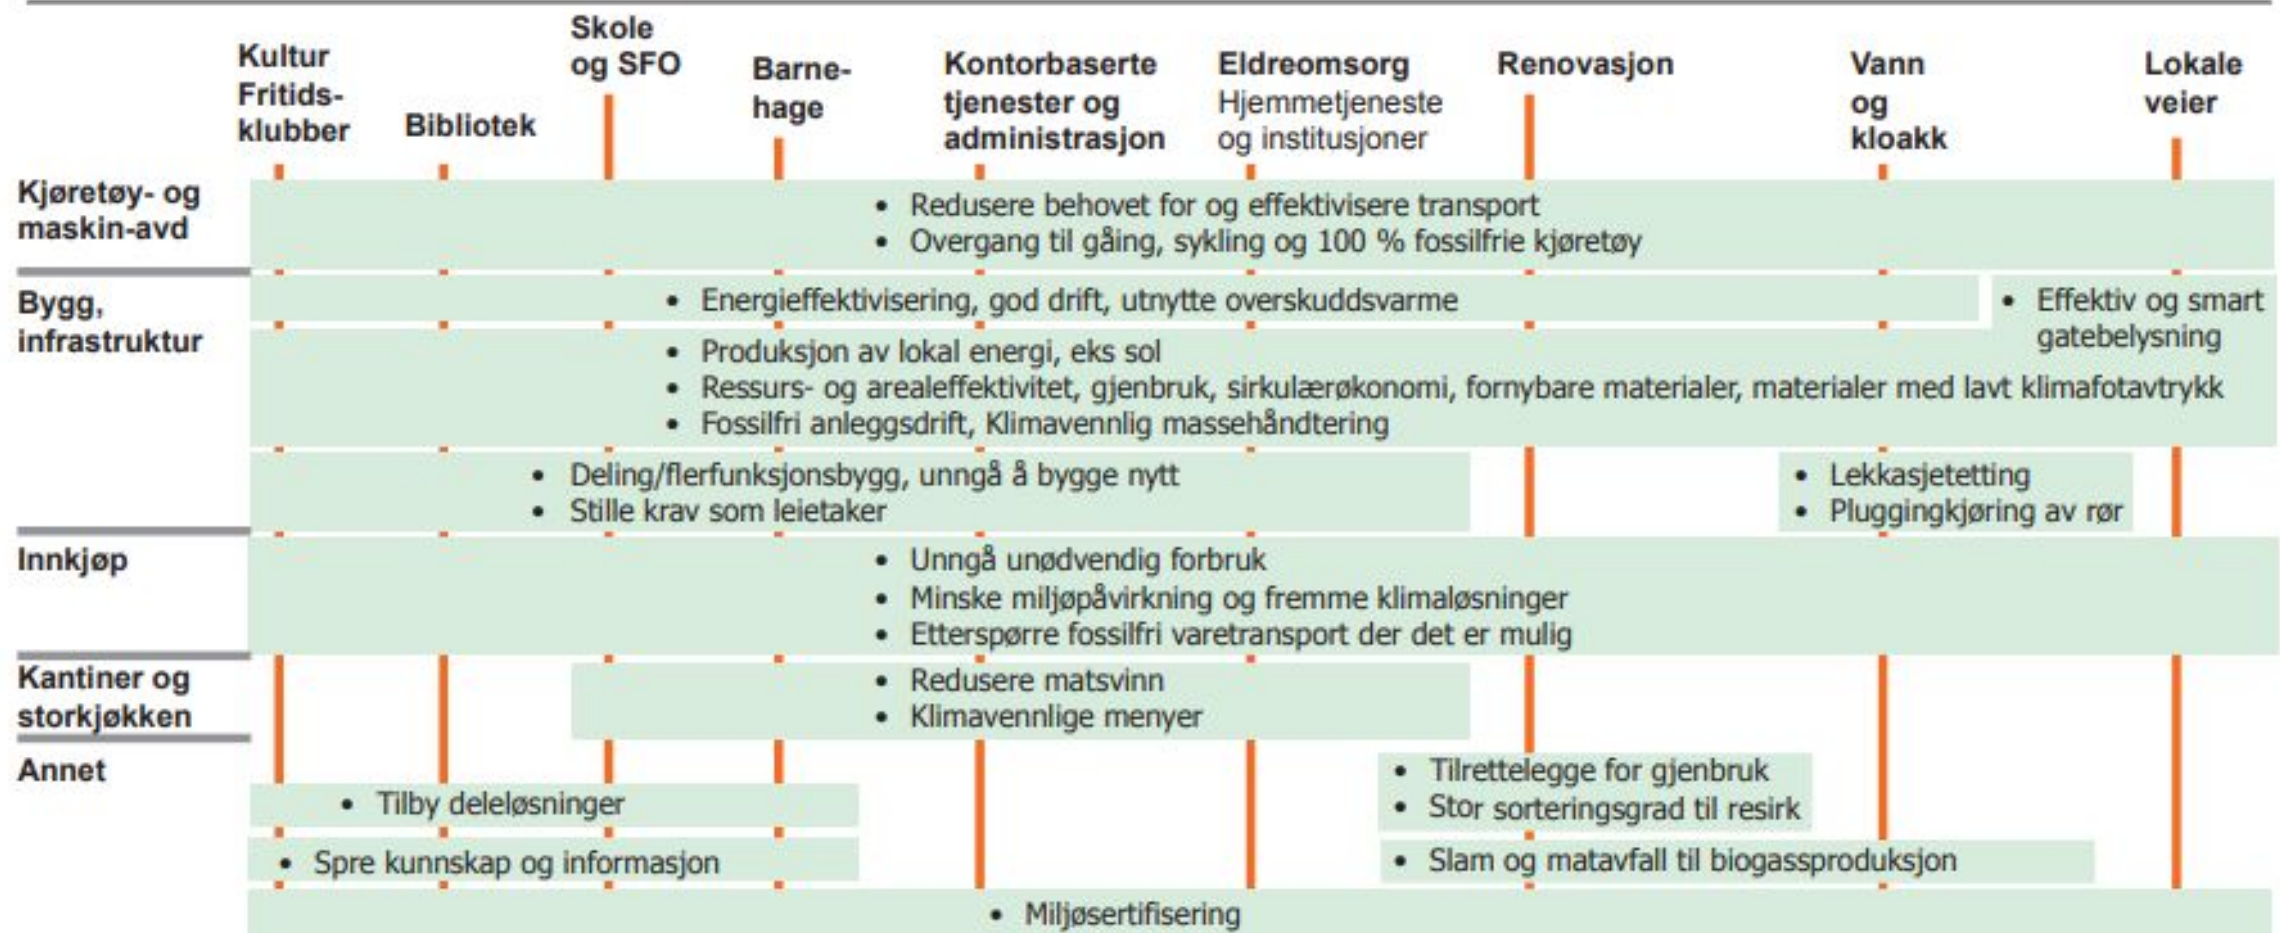 Kultur
Fritids-
klubber
Bibliotek
Skole
og SFO
Barne-
hage
Kontorbaserte
tjenester og
administrasjon
Eldreomsorg
Hjemmetjeneste
og institusjoner
Renovasjon
Vann
og
kloakk
Lokale
veier
Kjøretøy- og
maskin-avd
• Redusere behovet for og effektivisere transport
• Overgang til gåing, sykling og 100 % fossilfrie kjøretøy
Bygg,
infrastruktur
• Energieffektivisering, god drift, utnytte overskuddsvarme
• Effektiv og smart
gatebelysning
• Produksjon av lokal energi, eks sol
• Ressurs- og arealeffektivitet, gjenbruk, sirkulærøkonomi, fornybare materialer, materialer med lavt klimafotavtrykk
• Fossilfri anleggsdrift, Klimavennlig massehåndtering
• Deling/flerfunksjonsbygg, unngå å bygge nytt
• Stille krav som leietaker
• Lekkasjetetting
• Pluggingkjøring av rør
Innkjøp
• Unngå unødvendig forbruk
• Minske miljøpåvirkning og fremme klimaløsninger
• Etterspørre fossilfri varetransport der det er mulig
Kantiner og
storkjøkken
• Redusere matsvinn
• Klimavennlige menyer
Annet
• Tilby deleløsninger
• Spre kunnskap og informasjon
• Tilrettelegge for gjenbruk
• Stor sorteringsgrad til resirk
• Slam og matavfall til biogassproduksjon
• Miljøsertifisering